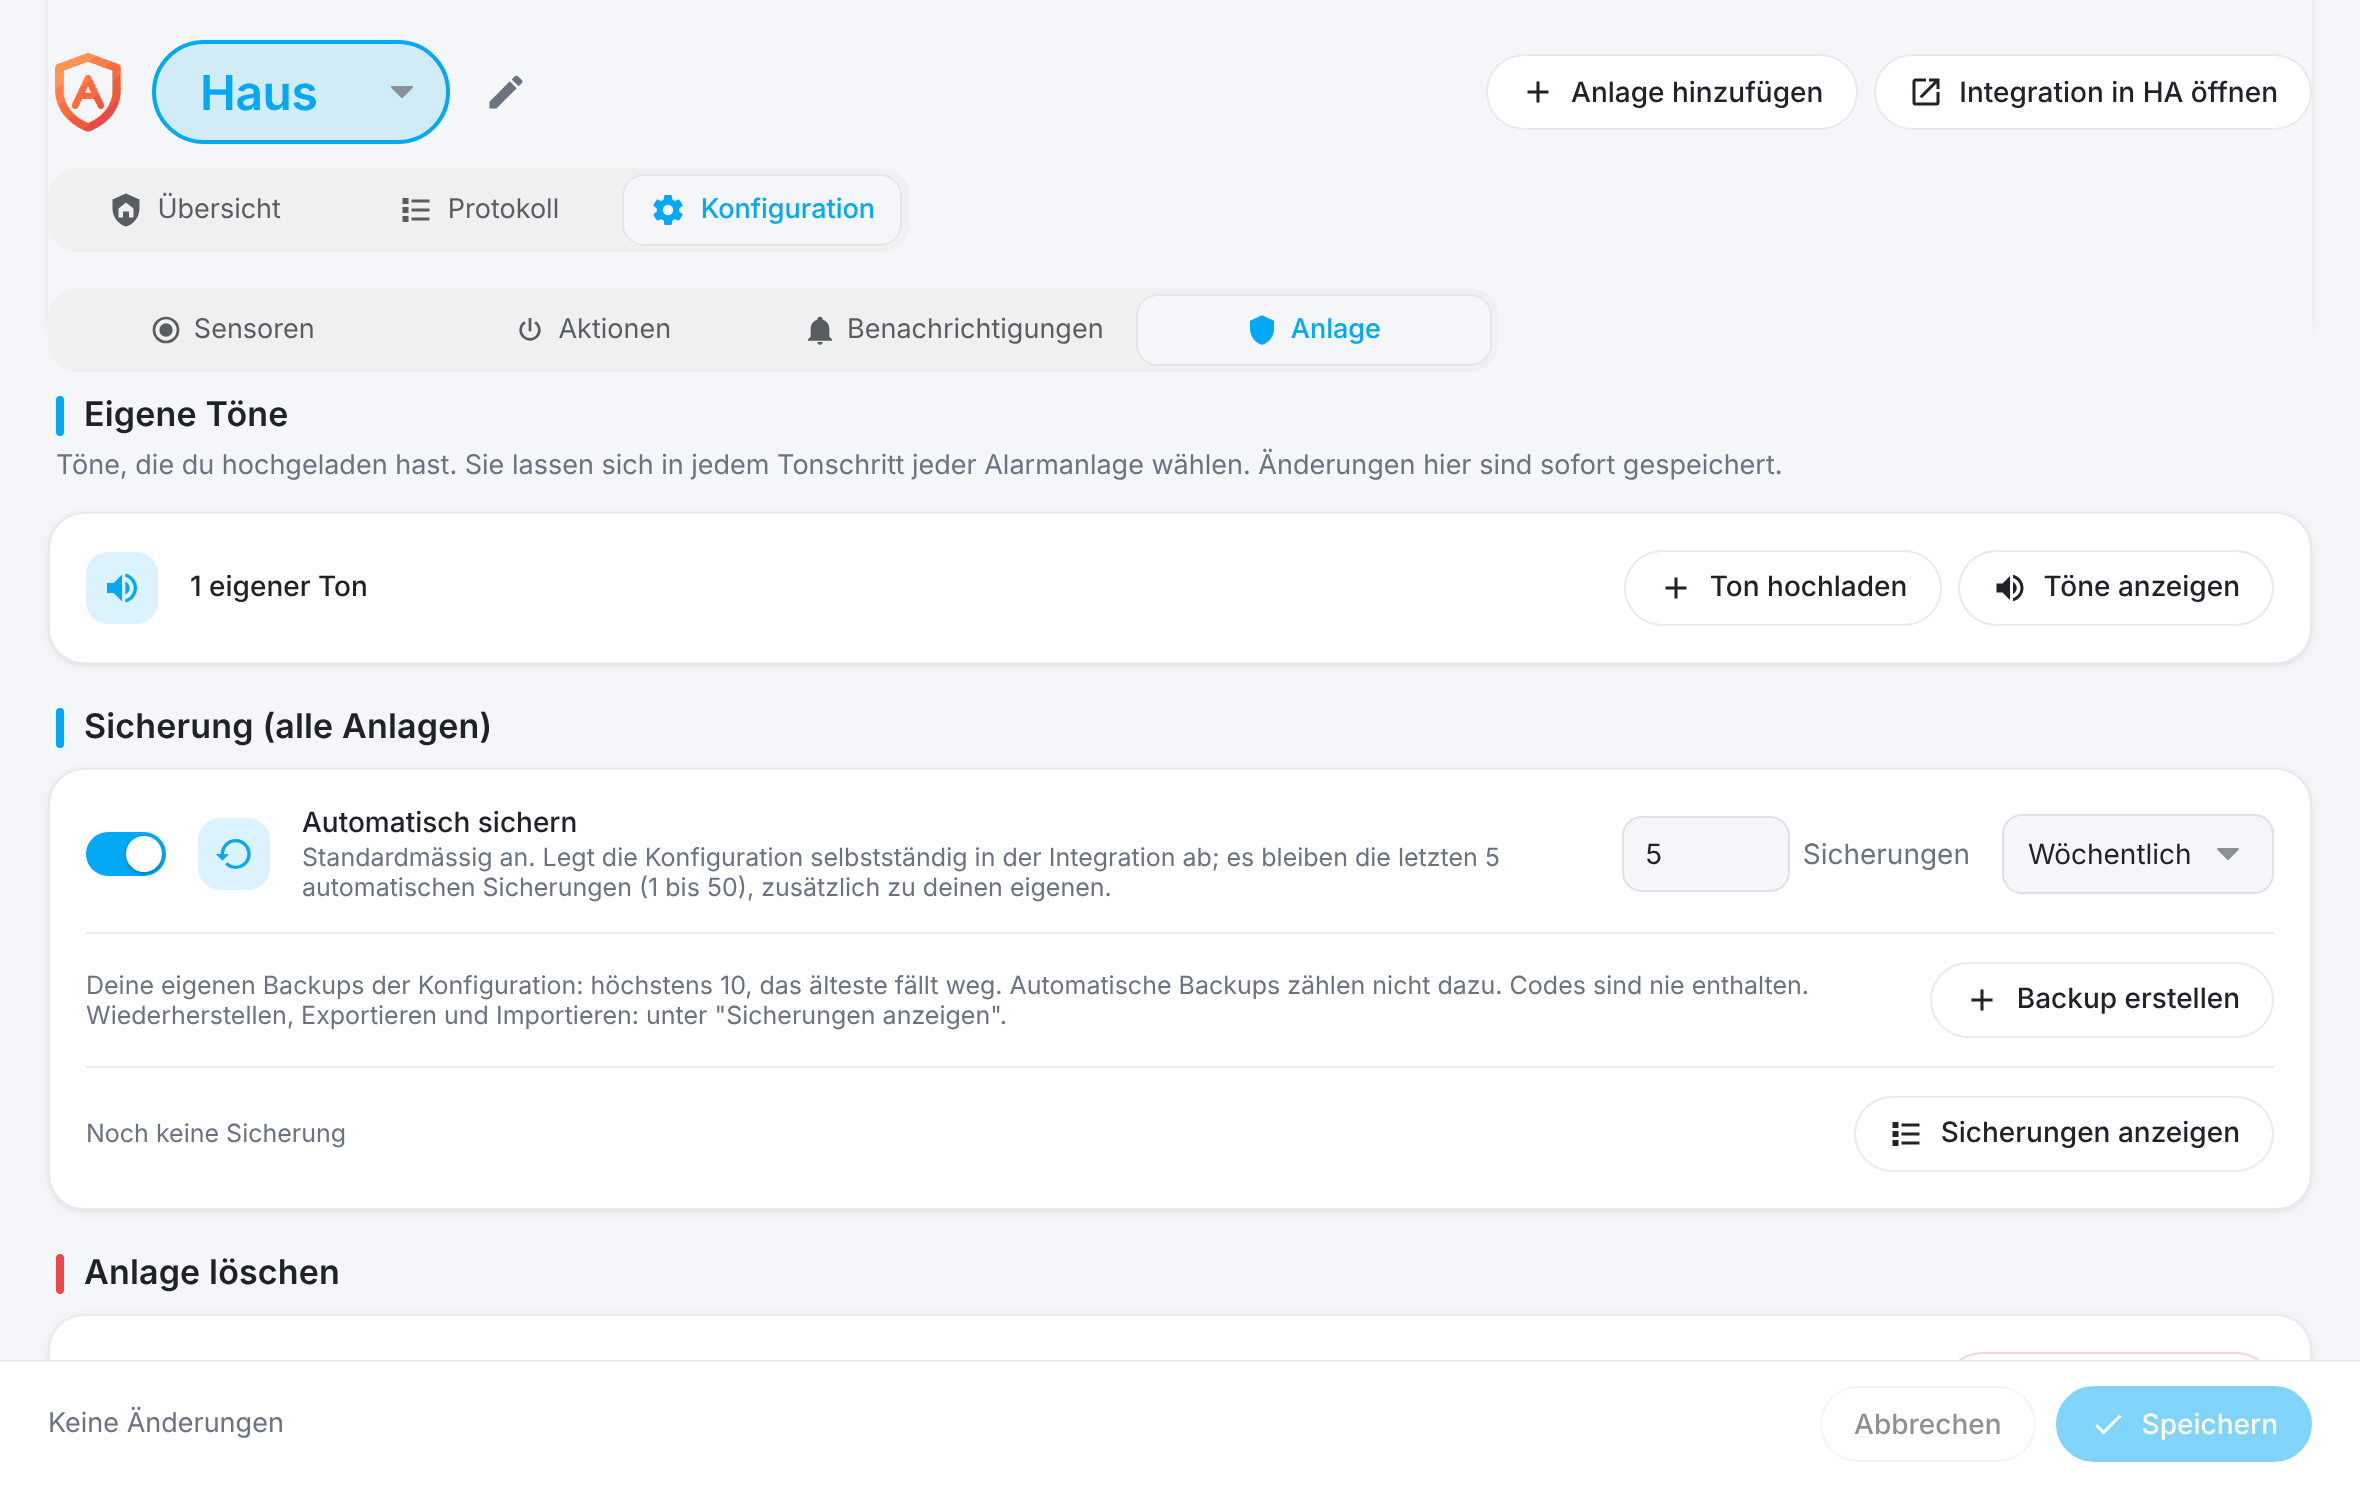 Haus
Anlage hinzufügen
Integration in HA öffnen
Übersicht
Protokoll
Konfiguration
Sensoren
Aktionen
Benachrichtigungen
Anlage
Eigene Töne
Töne, die du hochgeladen hast. Sie lassen sich in jedem Tonschritt jeder Alarmanlage wählen. Änderungen hier sind sofort gespeichert.
1 eigener Ton
Ton hochladen
Töne anzeigen
Sicherung (alle Anlagen)
Automatisch sichern
Standardmässig an. Legt die Konfiguration selbstständig in der Integration ab; es bleiben die letzten 5
automatischen Sicherungen (1 bis 50), zusätzlich zu deinen eigenen.
5
Sicherungen
Wöchentlich
Deine eigenen Backups der Konfiguration: höchstens 10, das älteste fällt weg. Automatische Backups zählen nicht dazu. Codes sind nie enthalten.
Wiederherstellen, Exportieren und Importieren: unter "Sicherungen anzeigen".
Backup erstellen
Noch keine Sicherung
Sicherungen anzeigen
Anlage löschen
Keine Änderungen
Abbrechen
Speichern